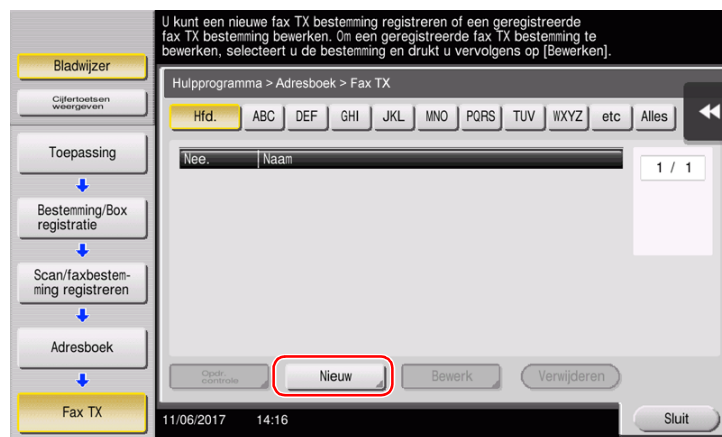 U kunt een nieuwe fax TX bestemming registreren of een geregistreerde
fax TX bestemming bewerken. Om een geregistreerde fax TX bestemming te
bewerken, selecteert u de bestemming en drukt u vervolgens op [Bewerken].
Bladwijzer
Cijfertoetsen
weergeven
Toepassing
Bestemming/Box
registratie
Scan/faxbestem-
ming registreren
Adresboek
Fax TX
Hulpprogramma > Adresboek > Fax TX
Hfd. ABC DEF GHI JKL MNO PQRS TUV WXYZ etc Alles
Nee. Naam
1 / 1
Opdr.
controle
Nieuw Bewerk Verwijderen
11/06/2017 14:16 Sluit